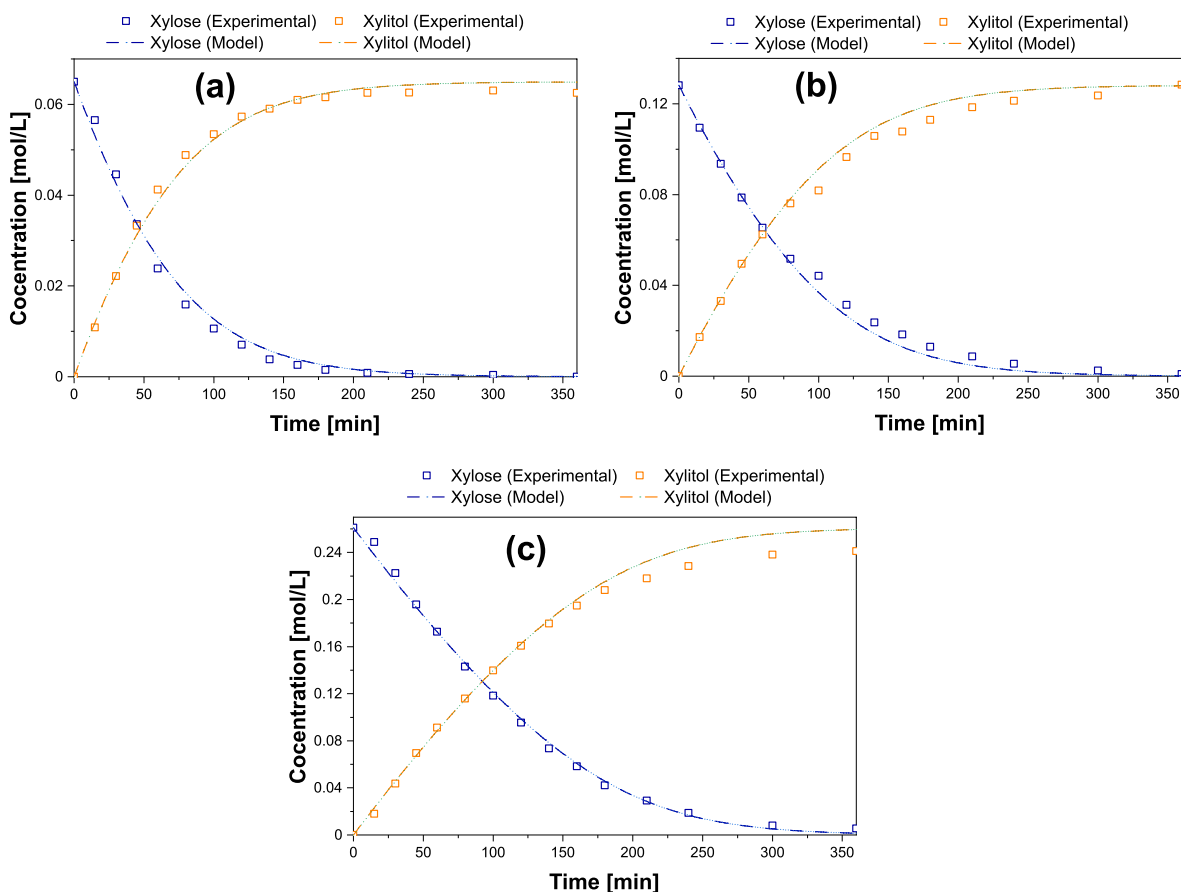 Xylose (Experimental) Xylitol (Experimental)
Xylose (Model) Xylitol (Model)
(a)
Cocentration [mol/L]
0.06
0.04
0.02
0
0 50 100 150 200 250 300 350
Time [min]
Xylose (Experimental) Xylitol (Experimental)
Xylose (Model) Xylitol (Model)
(b)
Cocentration [mol/L]
0.12
0.08
0.04
0
0 50 100 150 200 250 300 350
Time [min]
Xylose (Experimental) Xylitol (Experimental)
Xylose (Model) Xylitol (Model)
(c)
Cocentration [mol/L]
0.24
0.2
0.16
0.12
0.08
0.04
0
0 50 100 150 200 250 300 350
Time [min]